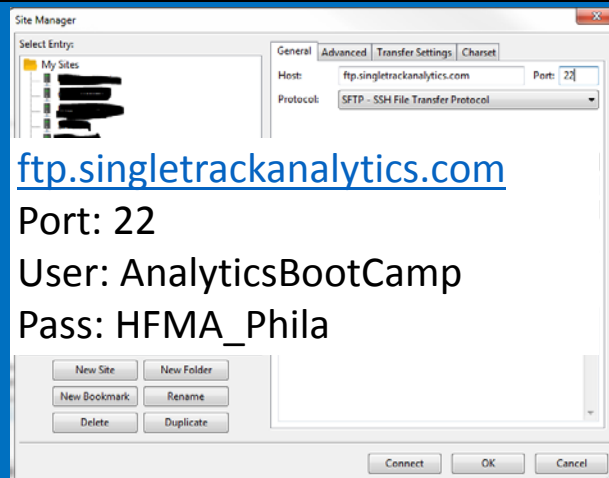 Site Manager
Select Entry:
My Sites
General Advanced Transfer Settings Charset
Host: ftp.singletrackanalytics.com Port: 22
Protocol: SFTP - SSH File Transfer Protocol
ftp.singletrackanalytics.com
Port: 22
User: AnalyticsBootCamp
Pass: HFMA_Phila
New Site New Folder
New Bookmark Rename
Delete Duplicate
Connect OK Cancel